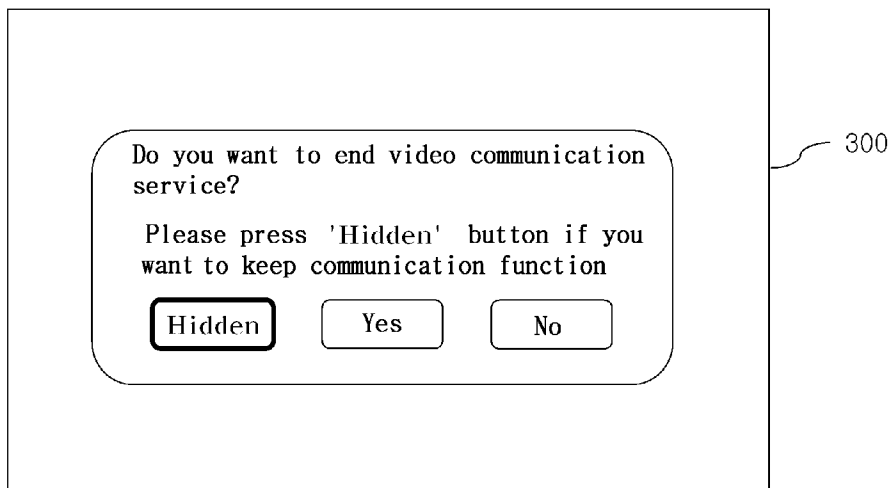 Do you want to end video communication
service?
Please press 'Hidden' button if you
want to keep communication function
Hidden Yes No
300